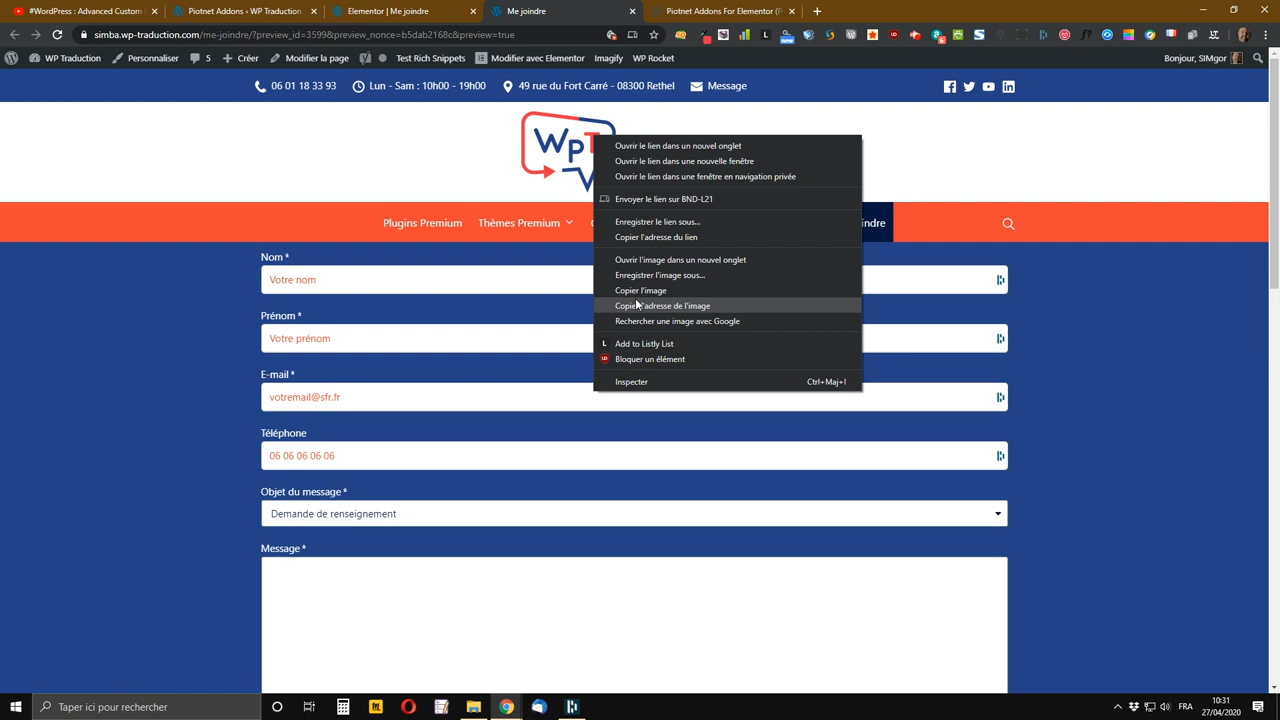 #WordPress: Advanced Custom
Piotnet Addons ‹ WP Traduction
Elementor | Me joindre
Me joindre
Piotnet Addons For Elementor (P
simba.wp-traduction.com/me-joindre/?preview_id=3599&preview_nonce=b5dab2168c&preview=true
WP Traduction
Personnaliser
5
Créer
Modifier la page
Test Rich Snippets
Modifier avec Elementor
Imagify
WP Rocket
Bonjour, SIMgor
06 01 18 33 93
Lun - Sam : 10h00 - 19h00
49 rue du Fort Carré - 08300 Rethel
Message
WpT
Plugins Premium
Thèmes Premium
indre
Ouvrir le lien dans un nouvel onglet
Ouvrir le lien dans une nouvelle fenêtre
Ouvrir le lien dans une fenêtre en navigation privée
Envoyer le lien sur BND-L21
Enregistrer le lien sous...
Copier l'adresse du lien
Ouvrir l'image dans un nouvel onglet
Enregistrer l'image sous...
Copier l'image
Copier l'adresse de l'image
Rechercher une image avec Google
Add to Listly List
Bloquer un élément
Inspecter Ctrl+Maj+I
Nom *
Votre nom
Prénom *
Votre prénom
E-mail *
votremail@sfr.fr
Téléphone
06 06 06 06 06
Objet du message *
Demande de renseignement
Message *
Taper ici pour rechercher
FRA
10:31
27/04/2020